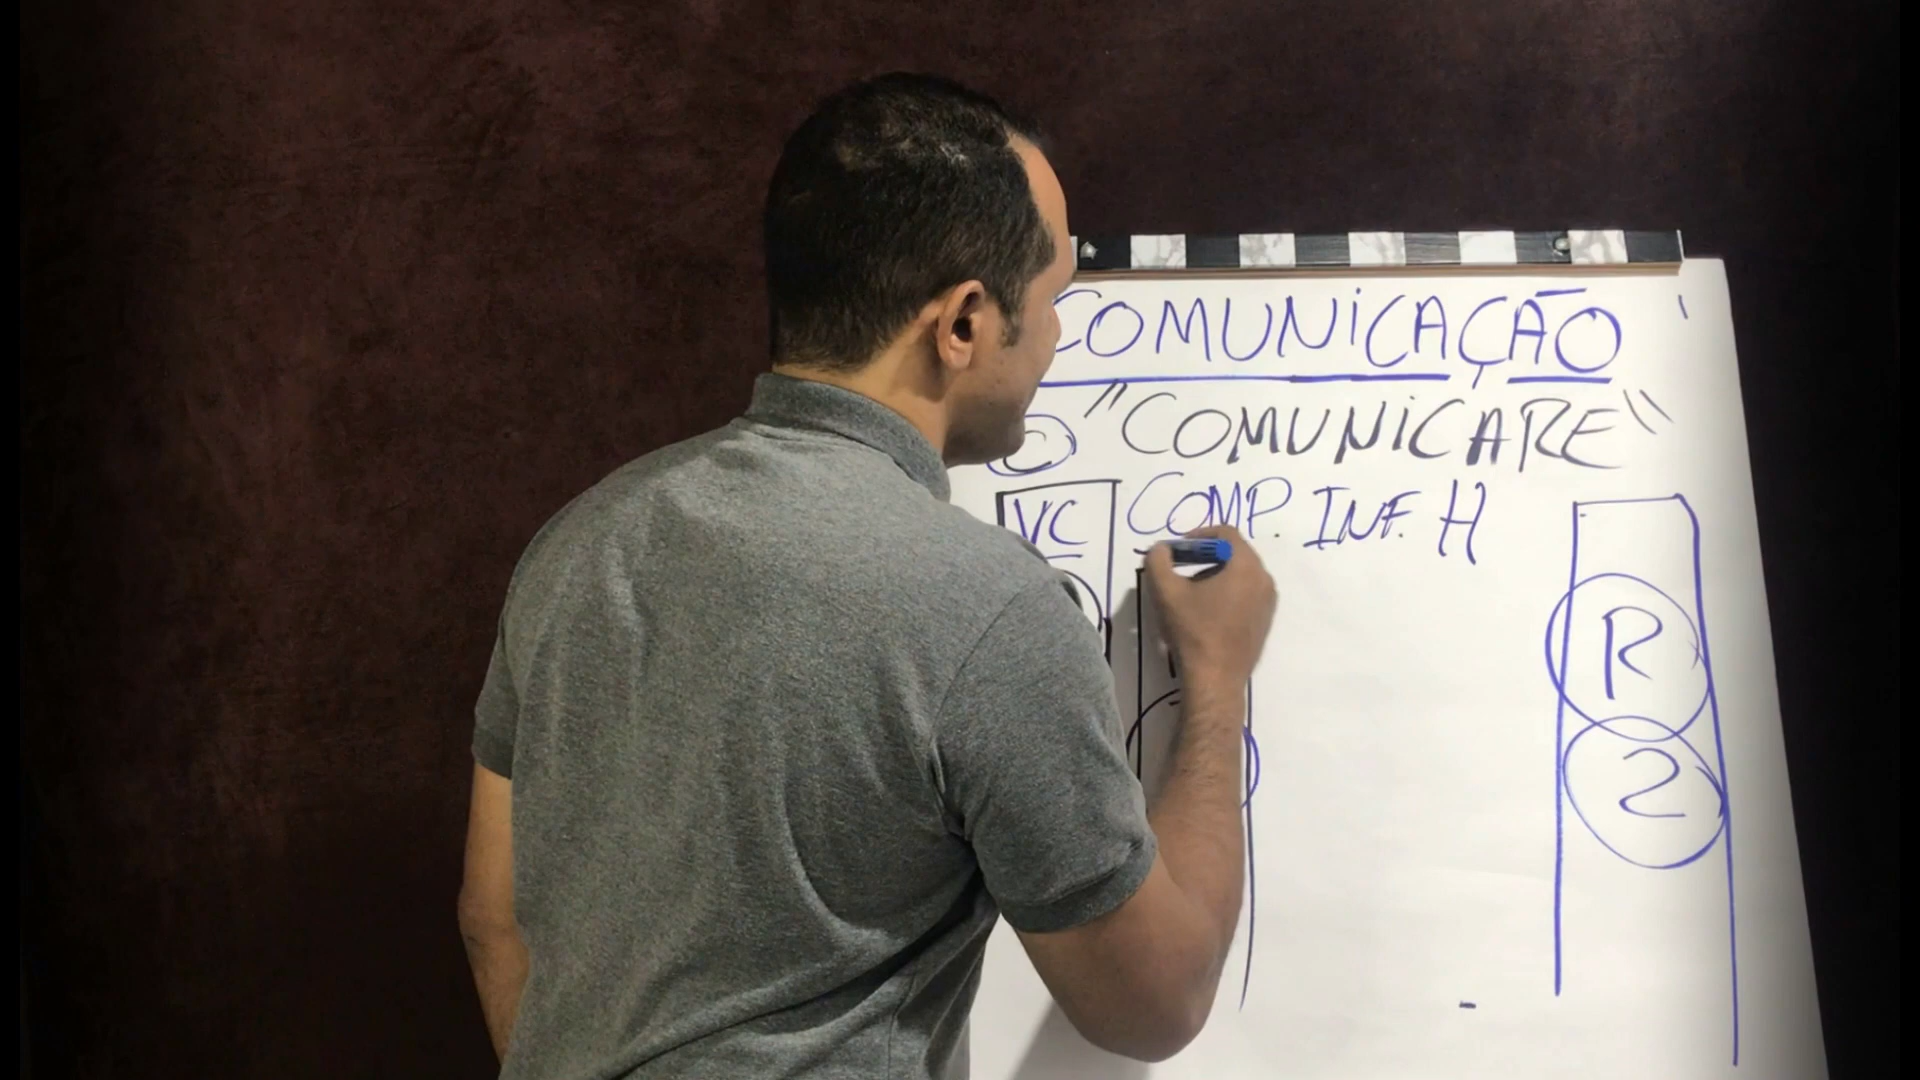 COMUNICAÇÃO
C "COMUNICARE"
VC COMP. INF. H
R
2